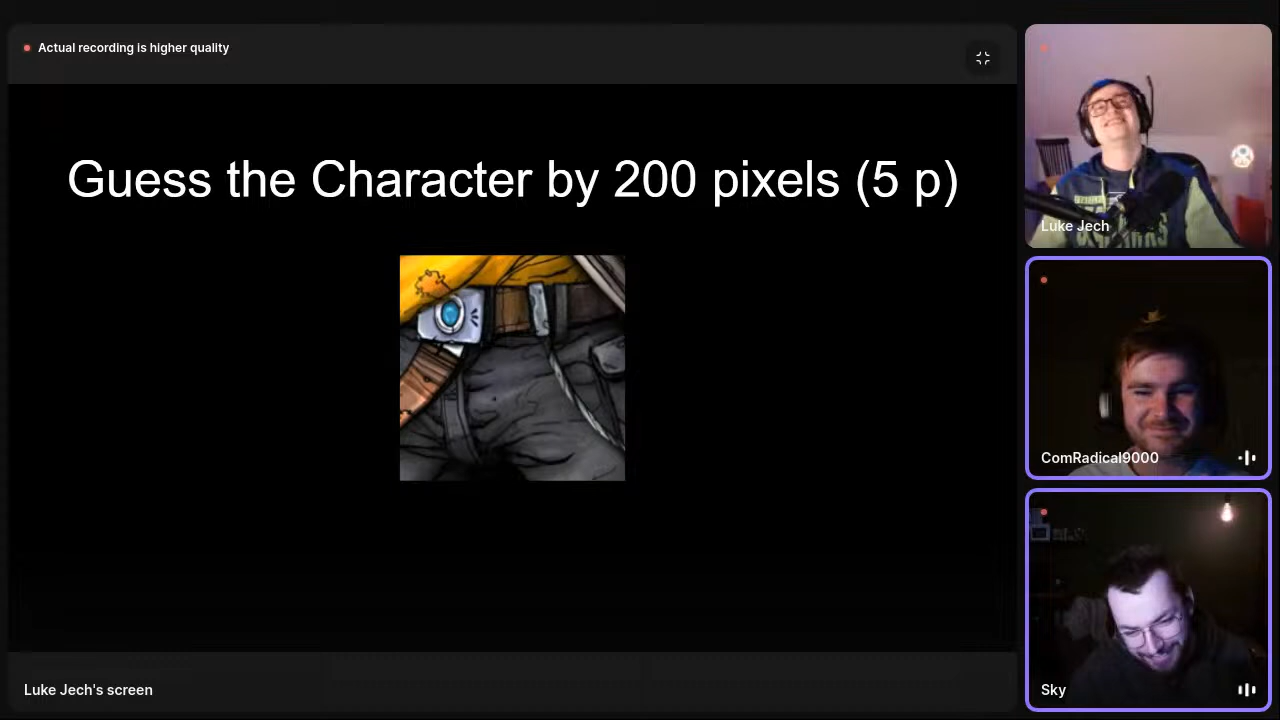 Actual recording is higher quality
Guess the Character by 200 pixels (5 p)
Luke Jech
ComRadical9000
Sky
Luke Jech's screen